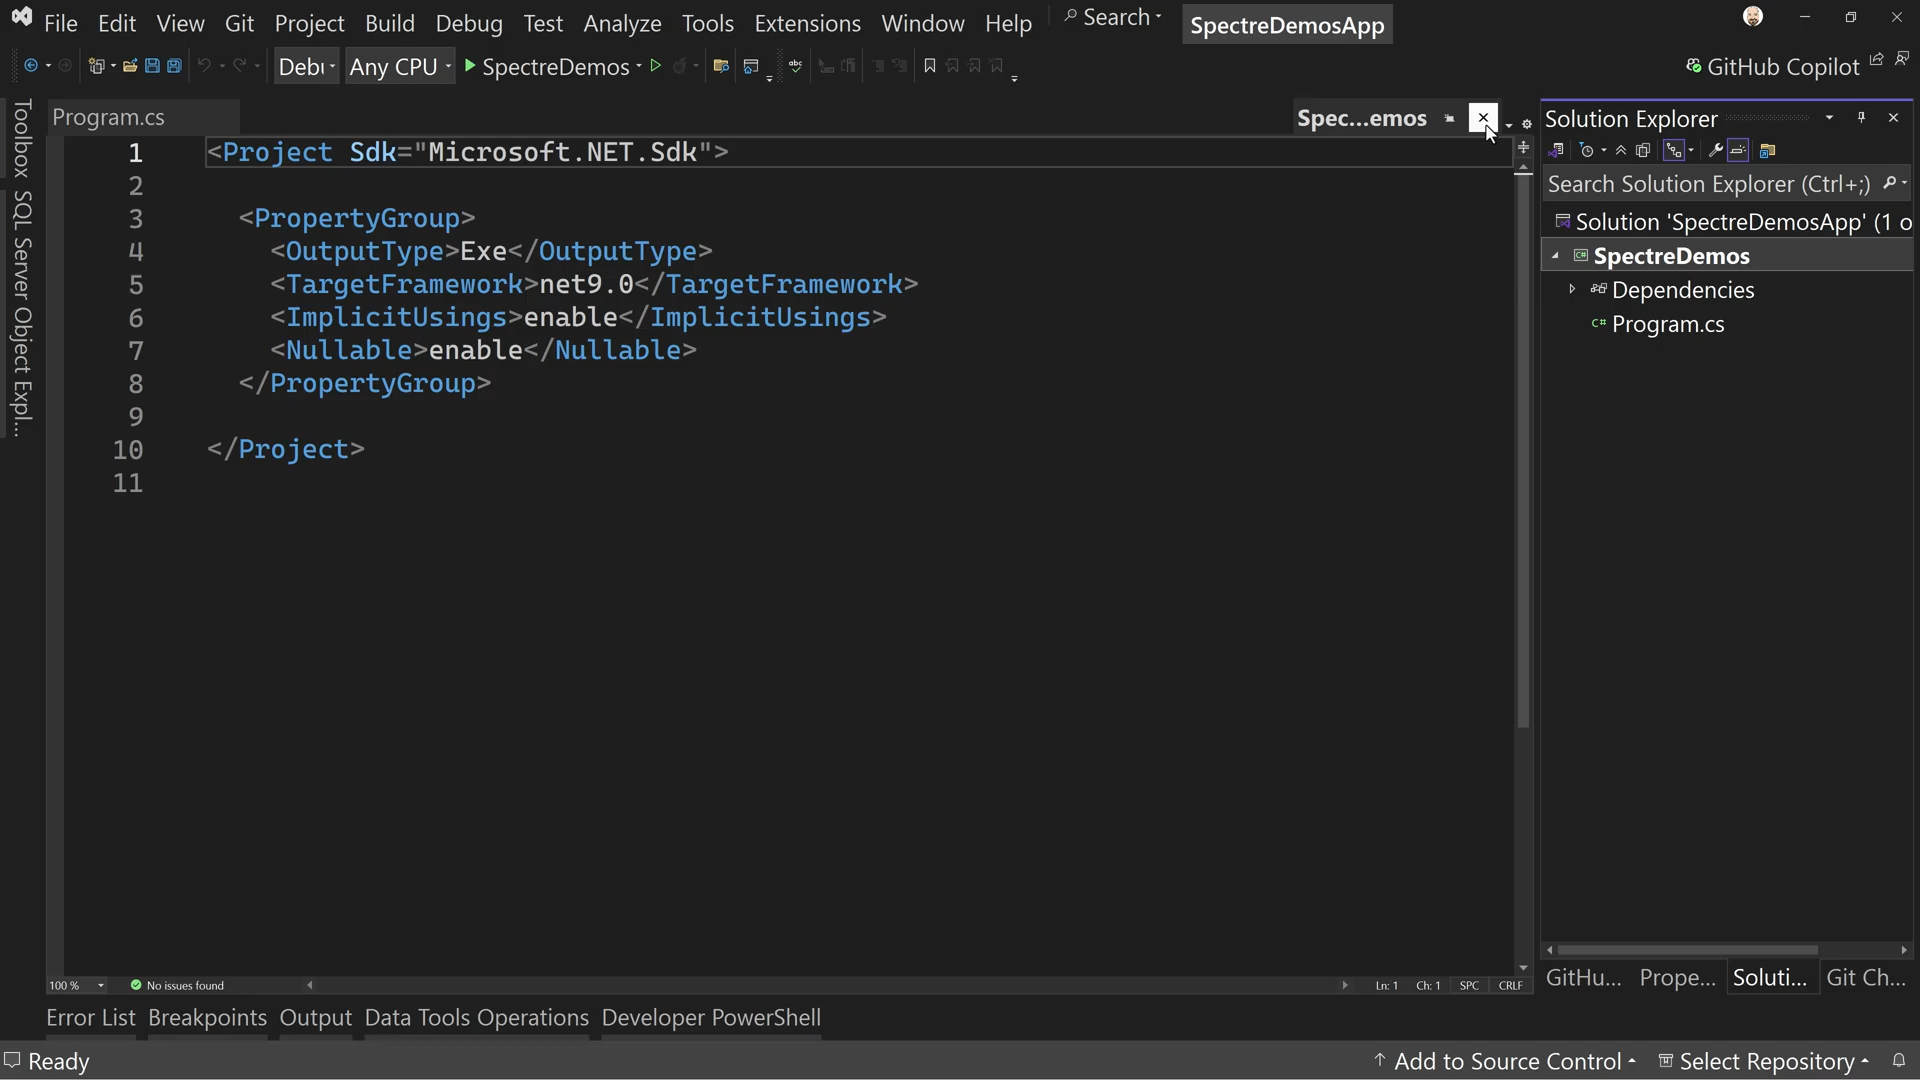 File Edit View Git Project Build Debug Test Analyze Tools Extensions Window Help Search SpectreDemosApp
Debu Any CPU SpectreDemos GitHub Copilot
Toolbox
SQL Server Object Expl...
Program.cs
Spec...emos
1 <Project Sdk="Microsoft.NET.Sdk">
2
3 <PropertyGroup>
4 <OutputType>Exe</OutputType>
5 <TargetFramework>net9.0</TargetFramework>
6 <ImplicitUsings>enable</ImplicitUsings>
7 <Nullable>enable</Nullable>
8 </PropertyGroup>
9
10 </Project>
11
100 % No issues found Ln: 1 Ch: 1 SPC CRLF
Solution Explorer
Search Solution Explorer (Ctrl+;)
Solution 'SpectreDemosApp' (1 o
C# SpectreDemos
Dependencies
C# Program.cs
GitHu... Prope... Soluti... Git Ch...
Error List Breakpoints Output Data Tools Operations Developer PowerShell
Ready Add to Source Control Select Repository